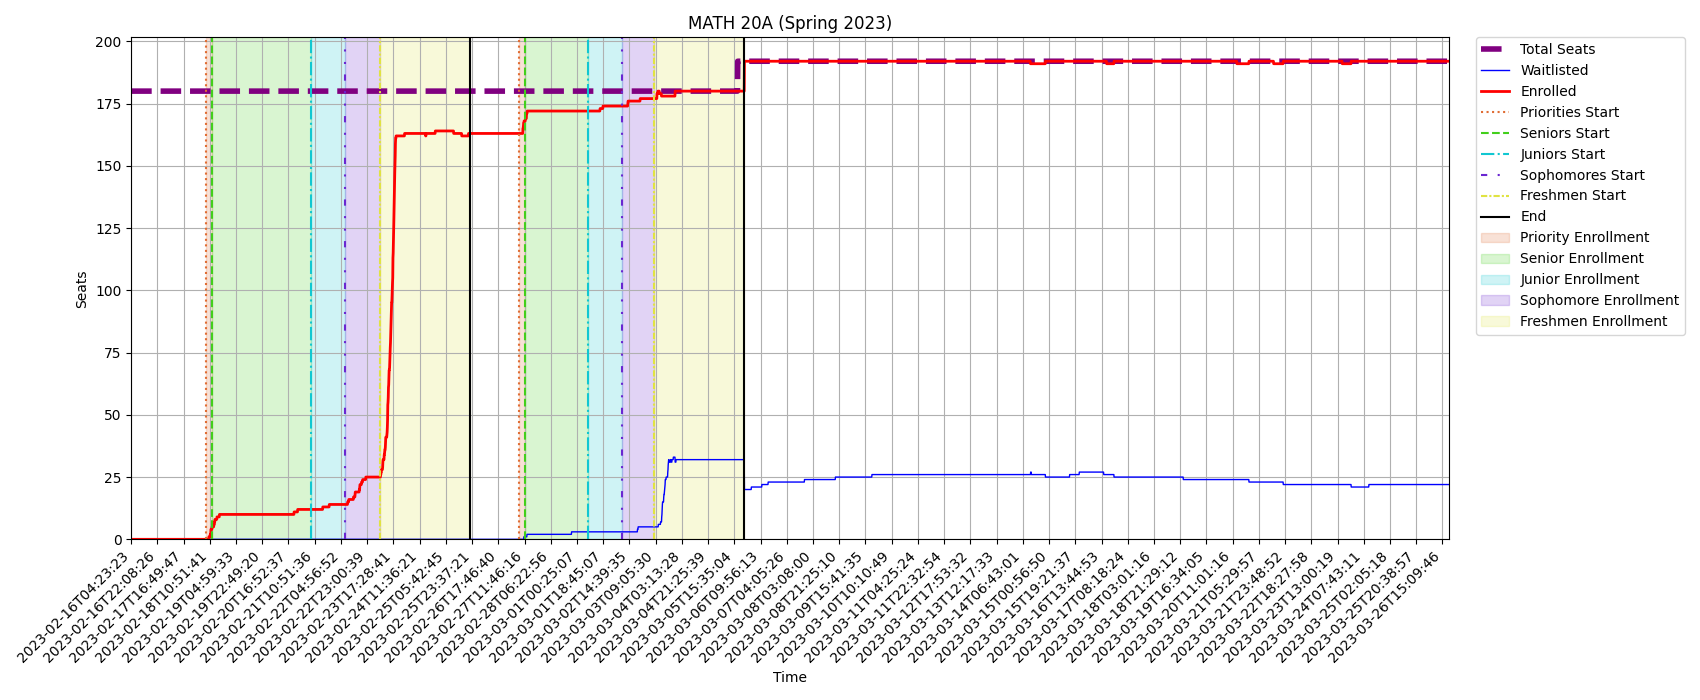 MATH 20A (Spring 2023)
200
175
150
125
100
75
50
25
0
Seats
2023-02-16T04:23:23
2023-02-16T22:08:26
2023-02-17T16:49:47
2023-02-18T10:51:41
2023-02-19T04:59:33
2023-02-19T22:49:20
2023-02-20T16:52:37
2023-02-21T10:51:36
2023-02-22T04:56:52
2023-02-22T23:00:39
2023-02-23T17:28:41
2023-02-24T11:36:21
2023-02-25T05:42:45
2023-02-25T23:37:21
2023-02-26T17:46:40
2023-02-27T11:46:16
2023-02-28T06:22:56
2023-03-01T00:25:07
2023-03-01T18:45:07
2023-03-02T14:39:35
2023-03-03T09:05:30
2023-03-04T03:13:28
2023-03-04T21:25:39
2023-03-05T15:35:04
2023-03-06T09:56:13
2023-03-07T04:05:26
2023-03-08T03:08:00
2023-03-08T21:25:10
2023-03-09T15:41:35
2023-03-10T10:10:49
2023-03-11T04:25:24
2023-03-11T22:32:54
2023-03-12T17:53:32
2023-03-13T12:17:33
2023-03-14T06:43:01
2023-03-15T00:56:50
2023-03-15T19:21:37
2023-03-16T13:44:53
2023-03-17T08:18:24
2023-03-18T03:01:16
2023-03-18T21:29:12
2023-03-19T16:34:05
2023-03-20T11:01:16
2023-03-21T05:29:57
2023-03-21T23:48:52
2023-03-22T18:27:58
2023-03-23T13:00:19
2023-03-24T07:43:11
2023-03-25T02:05:18
2023-03-25T20:38:57
2023-03-26T15:09:46
Time
Total Seats
Waitlisted
Enrolled
Priorities Start
Seniors Start
Juniors Start
Sophomores Start
Freshmen Start
End
Priority Enrollment
Senior Enrollment
Junior Enrollment
Sophomore Enrollment
Freshmen Enrollment